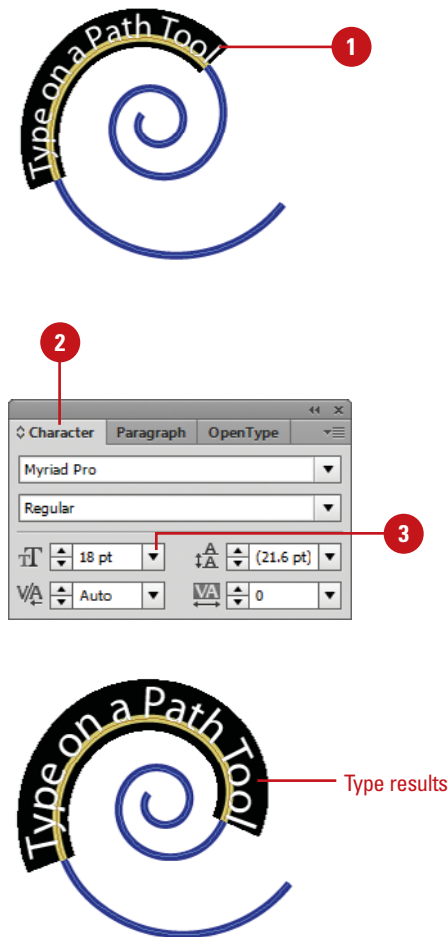 Type on a Path Tool
1
2
Character Paragraph OpenType
Myriad Pro
Regular
3
18 pt (21.6 pt)
Auto 0
Type on a Path Tool
Type results